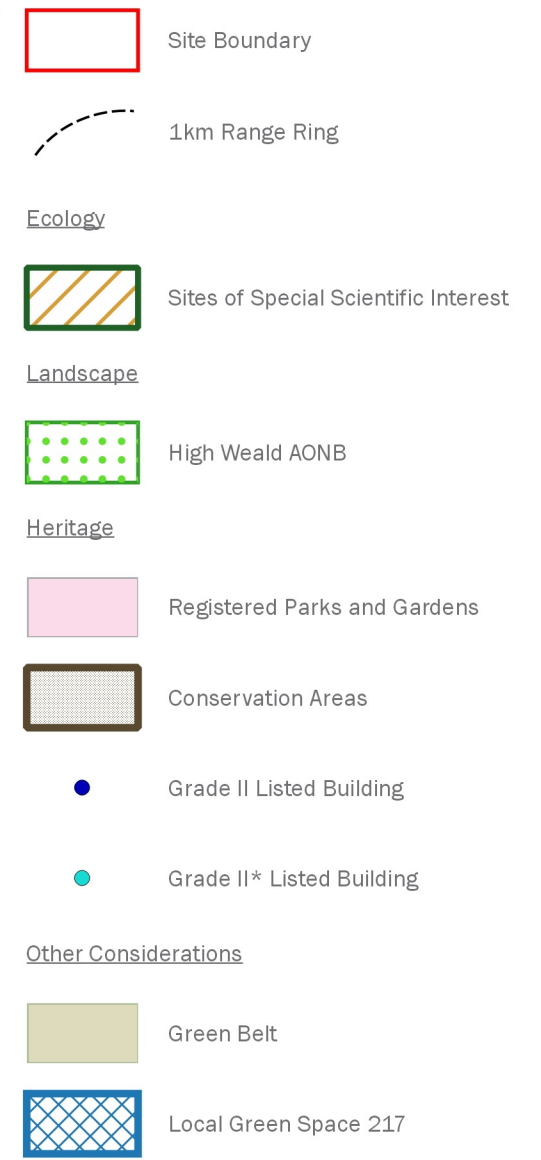 Site Boundary
1km Range Ring
Ecology
Sites of Special Scientific Interest
Landscape
High Weald AONB
Heritage
Registered Parks and Gardens
Conservation Areas
Grade II Listed Building
Grade II* Listed Building
Other Considerations
Green Belt
Local Green Space 217